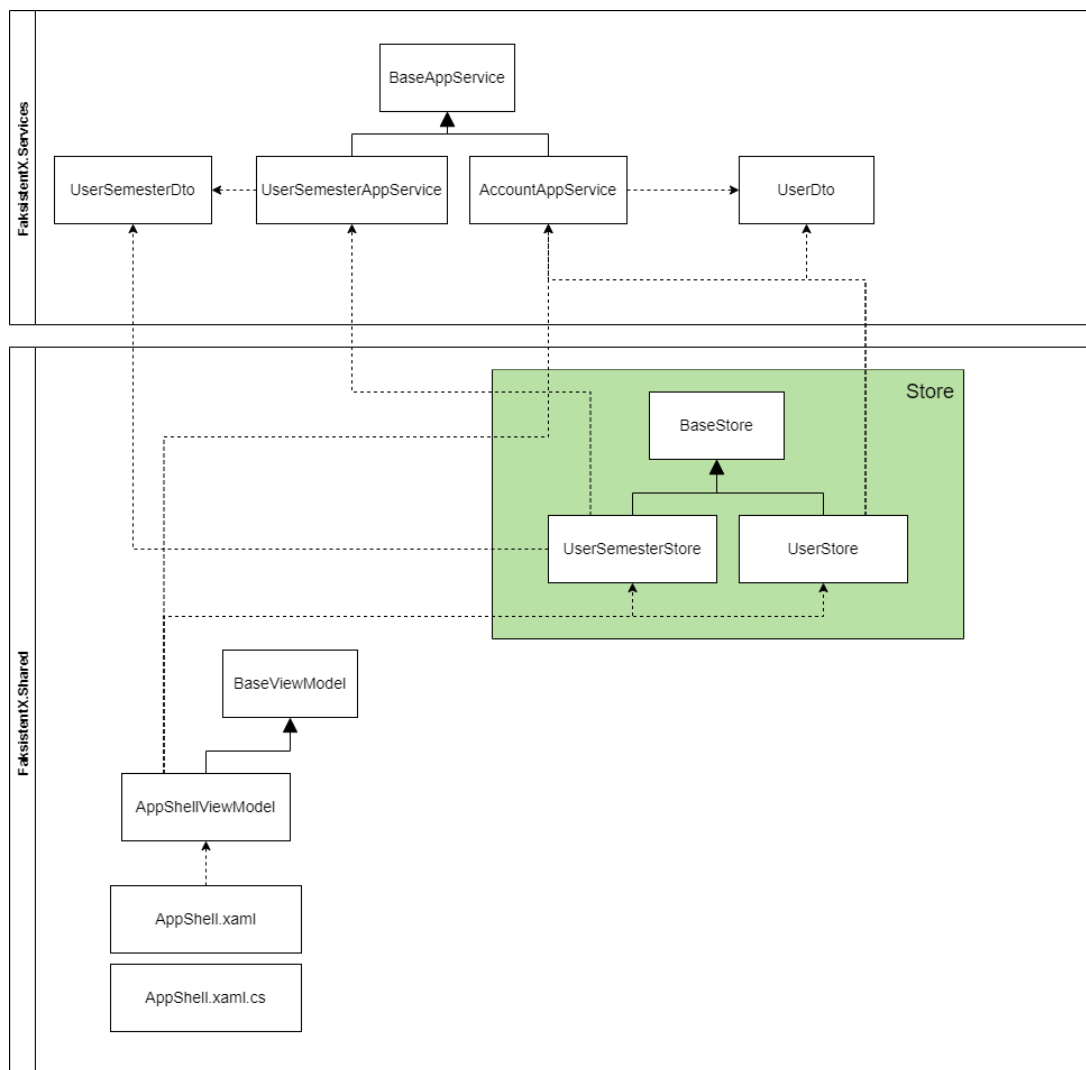 FaksistentX.Services
BaseAppService
UserSemesterDto
UserSemesterAppService
AccountAppService
UserDto
FaksistentX.Shared
Store
BaseStore
UserSemesterStore
UserStore
BaseViewModel
AppShellViewModel
AppShell.xaml
AppShell.xaml.cs